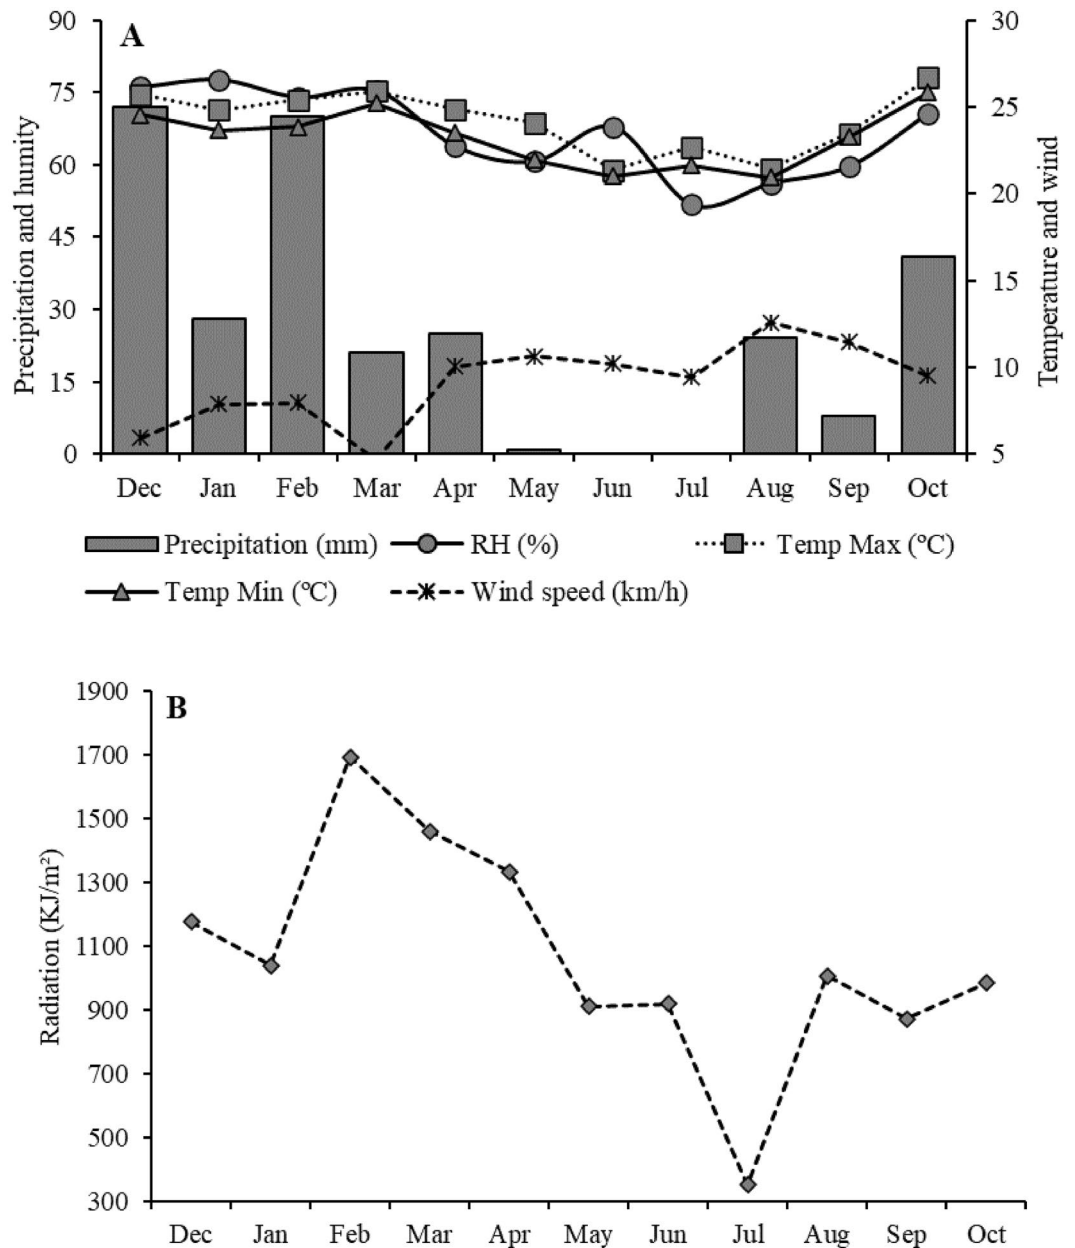 A
90
75
60
45
30
15
0
Precipitation and humity
30
25
20
15
10
5
Temperature and wind
Dec Jan Feb Mar Apr May Jun Jul Aug Sep Oct
Precipitation (mm) RH (%) Temp Max (ºC)
Temp Min (ºC) Wind speed (km/h)
B
1900
1700
1500
1300
1100
900
700
500
300
Radiation (KJ/m²)
Dec Jan Feb Mar Apr May Jun Jul Aug Sep Oct